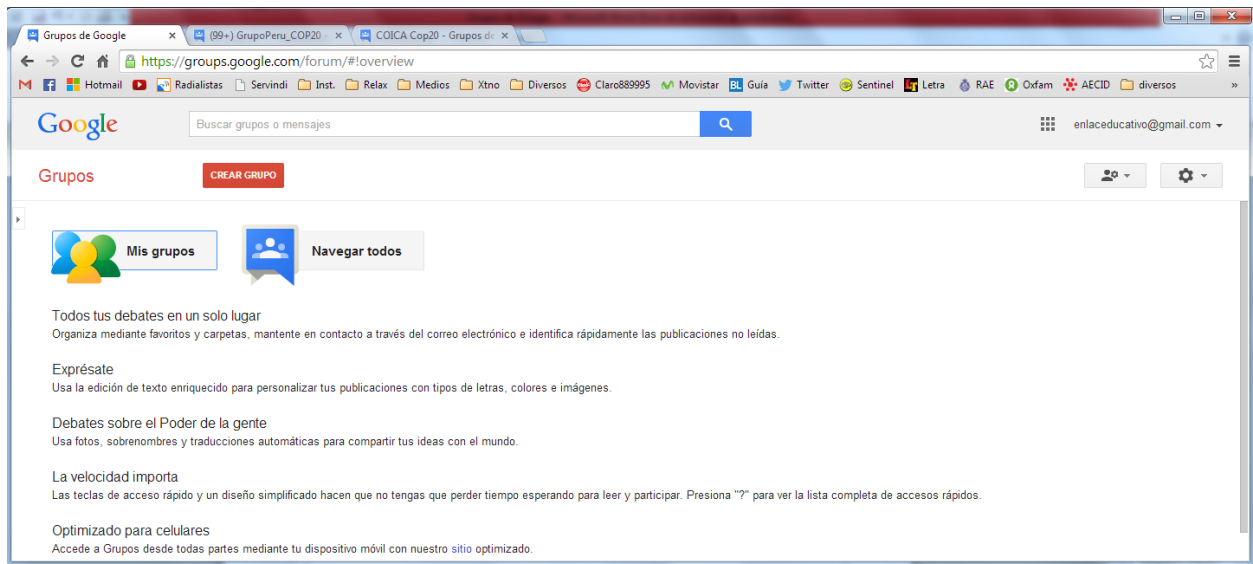 Grupos de Google
(99+) GrupoPeru_COP20 -
COICA Cop20 - Grupos de
https://groups.google.com/forum/#!overview
Hotmail Radialistas Servindi Inst. Relax Medios Xtno Diversos Claro889995 Movistar BL Guía Twitter Sentinel LT Letra RAE Oxfam AECID diversos »
Google
Buscar grupos o mensajes
enlaceducativo@gmail.com
Grupos
CREAR GRUPO
Mis grupos
Navegar todos
Todos tus debates en un solo lugar
Organiza mediante favoritos y carpetas, mantente en contacto a través del correo electrónico e identifica rápidamente las publicaciones no leídas.
Exprésate
Usa la edición de texto enriquecido para personalizar tus publicaciones con tipos de letras, colores e imágenes.
Debates sobre el Poder de la gente
Usa fotos, sobrenombres y traducciones automáticas para compartir tus ideas con el mundo.
La velocidad importa
Las teclas de acceso rápido y un diseño simplificado hacen que no tengas que perder tiempo esperando para leer y participar. Presiona "?" para ver la lista completa de accesos rápidos.
Optimizado para celulares
Accede a Grupos desde todas partes mediante tu dispositivo móvil con nuestro sitio optimizado.